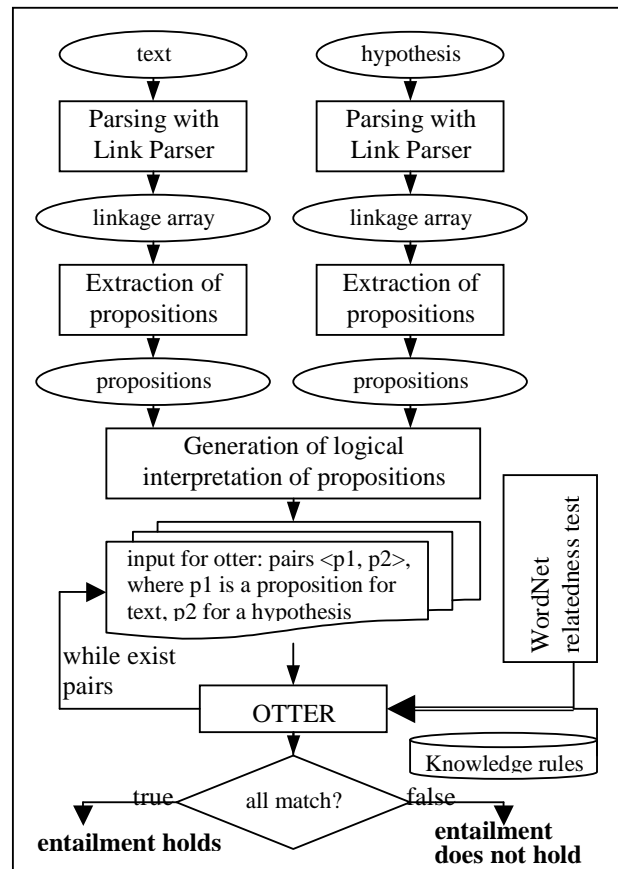 text
hypothesis
Parsing with
Link Parser
Parsing with
Link Parser
linkage array
linkage array
Extraction of
propositions
Extraction of
propositions
propositions
propositions
Generation of logical
interpretation of propositions
WordNet
relatedness test
input for otter: pairs <p1, p2>,
where p1 is a proposition for
text, p2 for a hypothesis
while exist
pairs
OTTER
Knowledge rules
true
all match?
false
entailment holds
entailment
does not hold